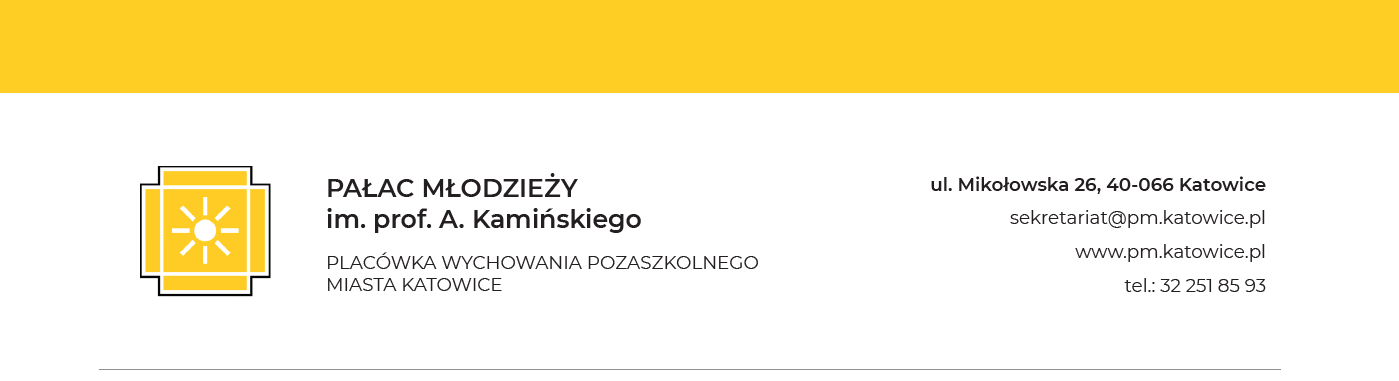 PAŁAC MŁODZIEŻY
im. prof. A. Kamińskiego
PLACÓWKA WYCHOWANIA POZASZKOLNEGO
MIASTA KATOWICE
ul. Mikołowska 26, 40-066 Katowice
sekretariat@pm.katowice.pl
www.pm.katowice.pl
tel.: 32 251 85 93